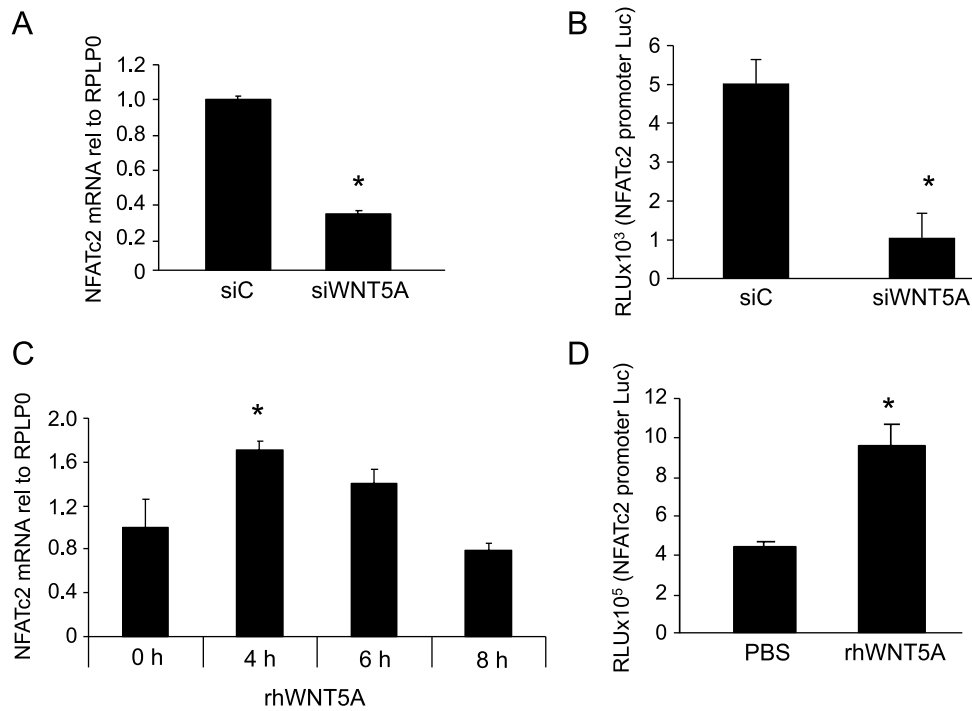 A
NFATc2 mRNA rel to RPLP0
1.2
1.0
0.8
0.6
0.4
0.2
0
*
siC
siWNT5A
B
RLUx10³ (NFATc2 promoter Luc)
6
5
4
3
2
1
0
*
siC
siWNT5A
C
NFATc2 mRNA rel to RPLP0
2.0
1.6
1.2
0.8
0.4
0
*
0 h
4 h
6 h
8 h
rhWNT5A
D
RLUx10⁵ (NFATc2 promoter Luc)
12
10
8
6
4
2
0
*
PBS
rhWNT5A